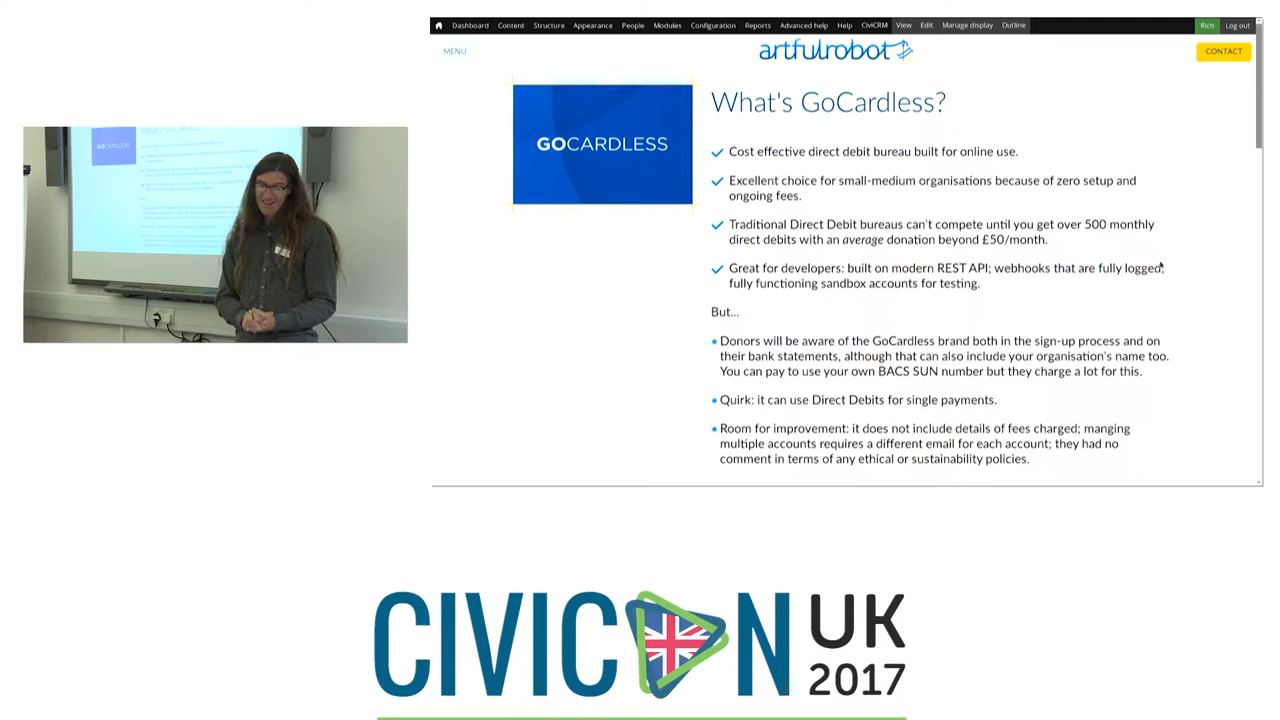 Dashboard Content Structure Appearance People Modules Configuration Reports Advanced help Help CiviCRM View Edit Manage display Outline Rich Log out
MENU
artfulrobot
CONTACT
GOCARDLESS
What's GoCardless?
Cost effective direct debit bureau built for online use.
Excellent choice for small-medium organisations because of zero setup and
ongoing fees.
Traditional Direct Debit bureaus can't compete until you get over 500 monthly
direct debits with an average donation beyond £50/month.
Great for developers: built on modern REST API; webhooks that are fully logged;
fully functioning sandbox accounts for testing.
But...
Donors will be aware of the GoCardless brand both in the sign-up process and on
their bank statements, although that can also include your organisation's name too.
You can pay to use your own BACS SUN number but they charge a lot for this.
Quirk: it can use Direct Debits for single payments.
Room for improvement: it does not include details of fees charged; manging
multiple accounts requires a different email for each account; they had no
comment in terms of any ethical or sustainability policies.
GOCARDLESS
CIVICON UK
2017